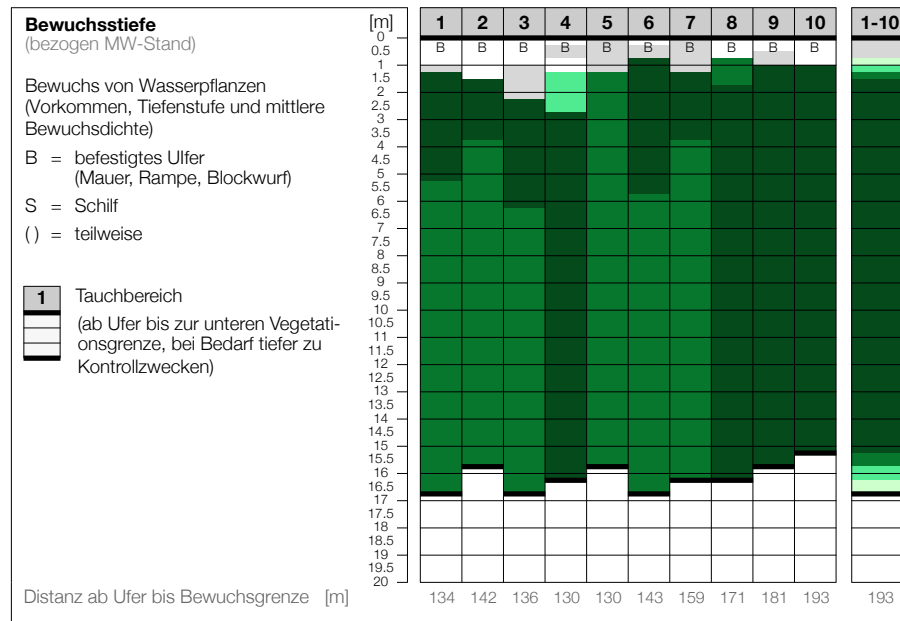 Bewuchsstiefe
(bezogen MW-Stand)
Bewuchs von Wasserpflanzen
(Vorkommen, Tiefenstufe und mittlere
Bewuchsdichte)
B = befestigtes Ulfer
(Mauer, Rampe, Blockwurf)
S = Schilf
( ) = teilweise
1 Tauchbereich
(ab Ufer bis zur unteren Vegetati-
onsgrenze, bei Bedarf tiefer zu
Kontrollzwecken)
[m] 1 2 3 4 5 6 7 8 9 10 1-10
0
0.5 B B B B B B B B B B
1
1.5
2
2.5
3
3.5
4
4.5
5
5.5
6
6.5
7
7.5
8
8.5
9
9.5
10
10.5
11
11.5
12
12.5
13
13.5
14
14.5
15
15.5
16
16.5
17
17.5
18
18.5
19
19.5
20
Distanz ab Ufer bis Bewuchsgrenze [m] 134 142 136 130 130 143 159 171 181 193 193